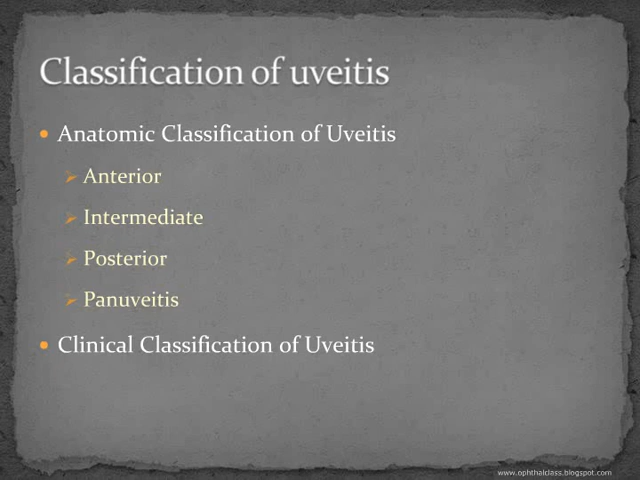 Classification of uveitis
Anatomic Classification of Uveitis
Anterior
Intermediate
Posterior
Panuveitis
Clinical Classification of Uveitis
www.ophthalclass.blogspot.com